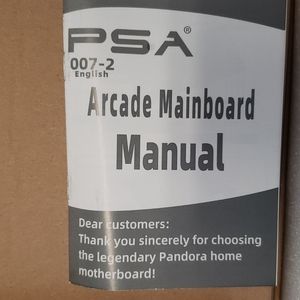 PSA®
007-2
English
Arcade Mainboard
Manual
Dear customers:
Thank you sincerely for choosing
the legendary Pandora home
motherboard!